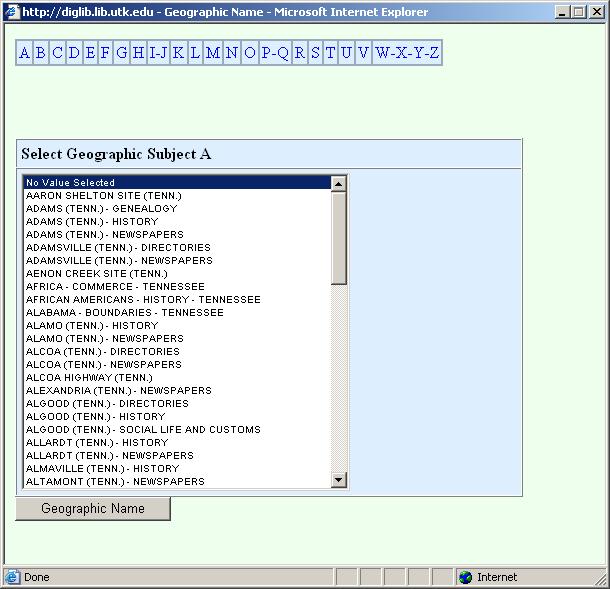 http://diglib.lib.utk.edu - Geographic Name - Microsoft Internet Explorer
A B C D E F G H I-J K L M N O P-Q R S T U V W-X-Y-Z
Select Geographic Subject A
No Value Selected
AARON SHELTON SITE (TENN.)
ADAMS (TENN.) - GENEALOGY
ADAMS (TENN.) - HISTORY
ADAMS (TENN.) - NEWSPAPERS
ADAMSVILLE (TENN.) - DIRECTORIES
ADAMSVILLE (TENN.) - NEWSPAPERS
AENON CREEK SITE (TENN.)
AFRICA - COMMERCE - TENNESSEE
AFRICAN AMERICANS - HISTORY - TENNESSEE
ALABAMA - BOUNDARIES - TENNESSEE
ALAMO (TENN.) - HISTORY
ALAMO (TENN.) - NEWSPAPERS
ALCOA (TENN.) - DIRECTORIES
ALCOA (TENN.) - NEWSPAPERS
ALCOA HIGHWAY (TENN.)
ALEXANDRIA (TENN.) - NEWSPAPERS
ALGOOD (TENN.) - DIRECTORIES
ALGOOD (TENN.) - HISTORY
ALGOOD (TENN.) - SOCIAL LIFE AND CUSTOMS
ALLARDT (TENN.) - HISTORY
ALLARDT (TENN.) - NEWSPAPERS
ALMAVILLE (TENN.) - HISTORY
ALTAMONT (TENN.) - NEWSPAPERS
Geographic Name
Done
Internet